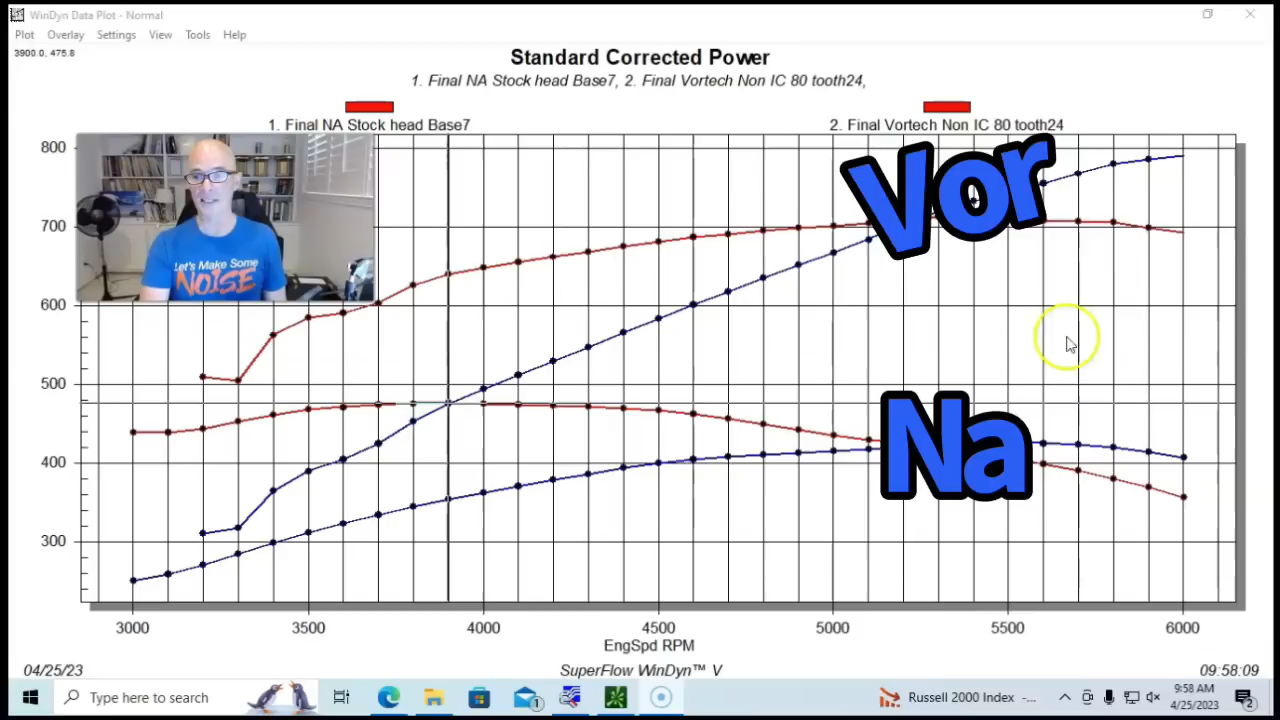 WinDyn Data Plot - Normal
Plot Overlay Settings View Tools Help
3900.0, 475.8
Standard Corrected Power
1. Final NA Stock head Base7, 2. Final Vortech Non IC 80 tooth24,
1. Final NA Stock head Base7
2. Final Vortech Non IC 80 tooth24
800
700
600
500
400
300
Let's Make Some
NOISE
Vor
Na
3000 3500 4000 4500 5000 5500 6000
EngSpd RPM
04/25/23
SuperFlow WinDyn™ V
09:58:09
Type here to search
1
Russell 2000 Index -...
9:58 AM
4/25/2023
2